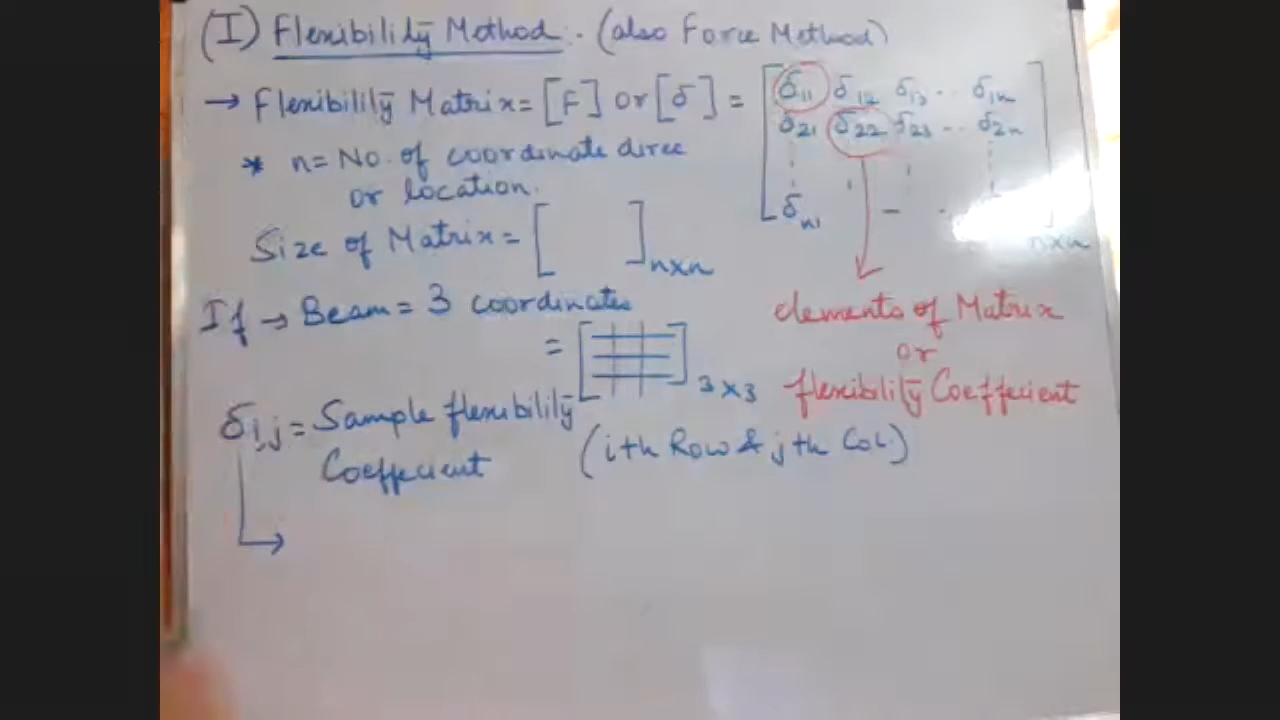 (I) Flexibility Method. (also Force Method)
→ Flexibility Matrix = [F] or [δ] = [δ11 δ12 δ13 .. δ1n
δ21 δ22 δ23 .. δ2n
δn1 - . ] nxn
* n = No. of coordinate direc
or location.
Size of Matrix = [ ] nxn
If → Beam = 3 coordinates
= [ ] 3x3
elements of Matrix
or
flexibility Coefficient
δi,j = Sample flexibility
Coefficient (ith Row & jth Col.)